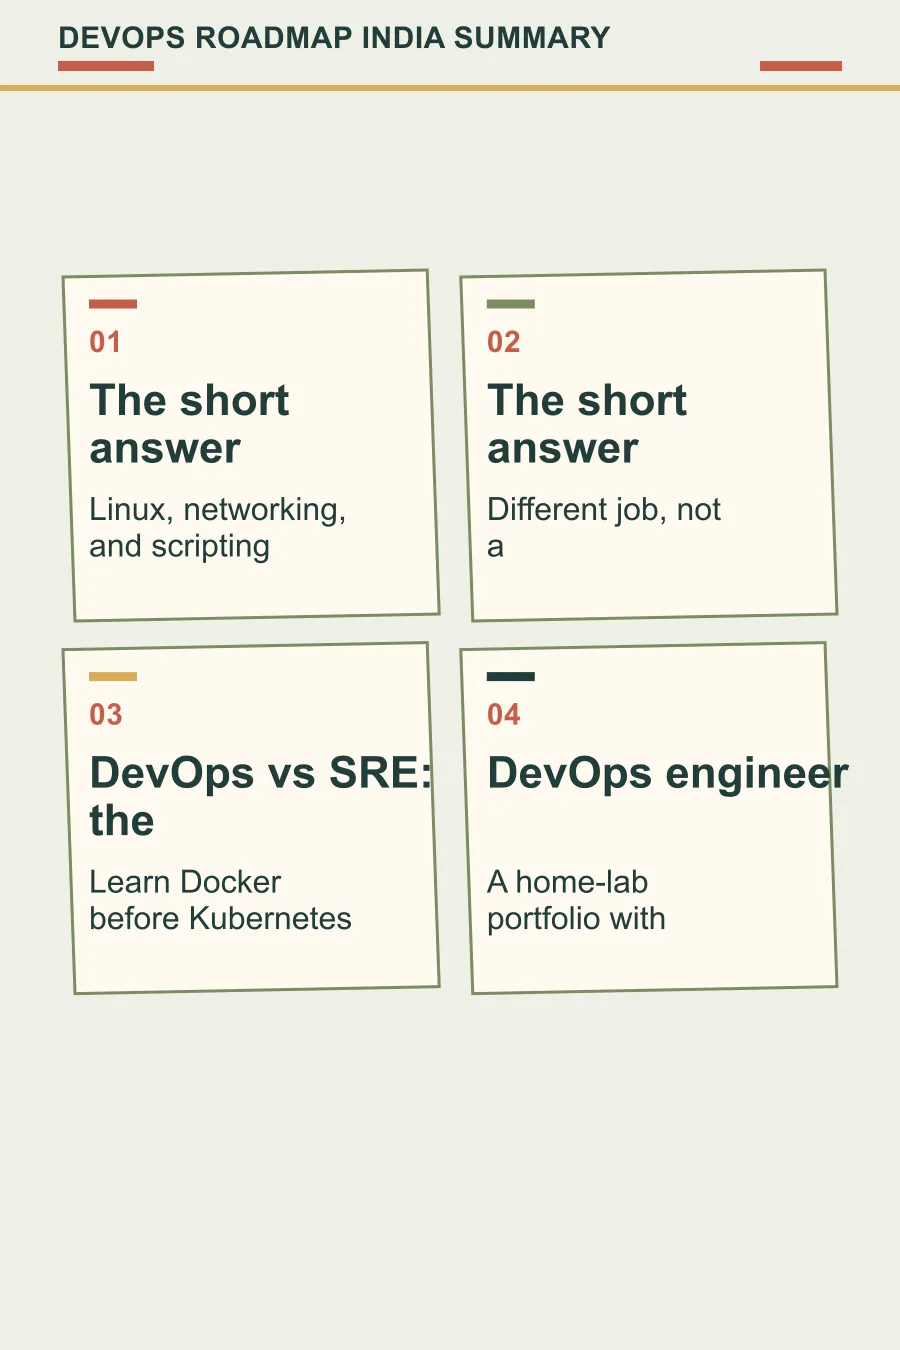 DEVOPS ROADMAP INDIA SUMMARY
01
The short
answer
Linux, networking,
and scripting
02
The short
answer
Different job, not
a
03
DevOps vs SRE:
the
Learn Docker
before Kubernetes
04
DevOps engineer
A home-lab
portfolio with